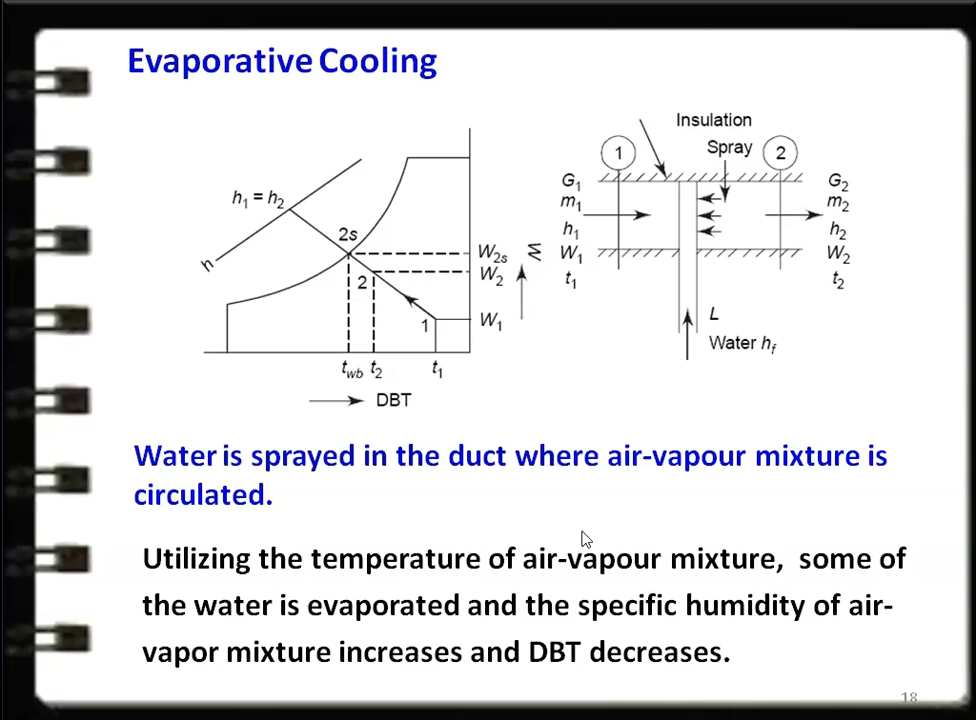 Evaporative Cooling
Insulation
Spray
1
2
G1
m1
h1
W1
t1
G2
m2
h2
W2
t2
L
Water hf
h1 = h2
h
2s
2
1
W2s
W2
W1
W
twb t2 t1
DBT
Water is sprayed in the duct where air-vapour mixture is
circulated.
Utilizing the temperature of air-vapour mixture, some of
the water is evaporated and the specific humidity of air-
vapor mixture increases and DBT decreases.
18